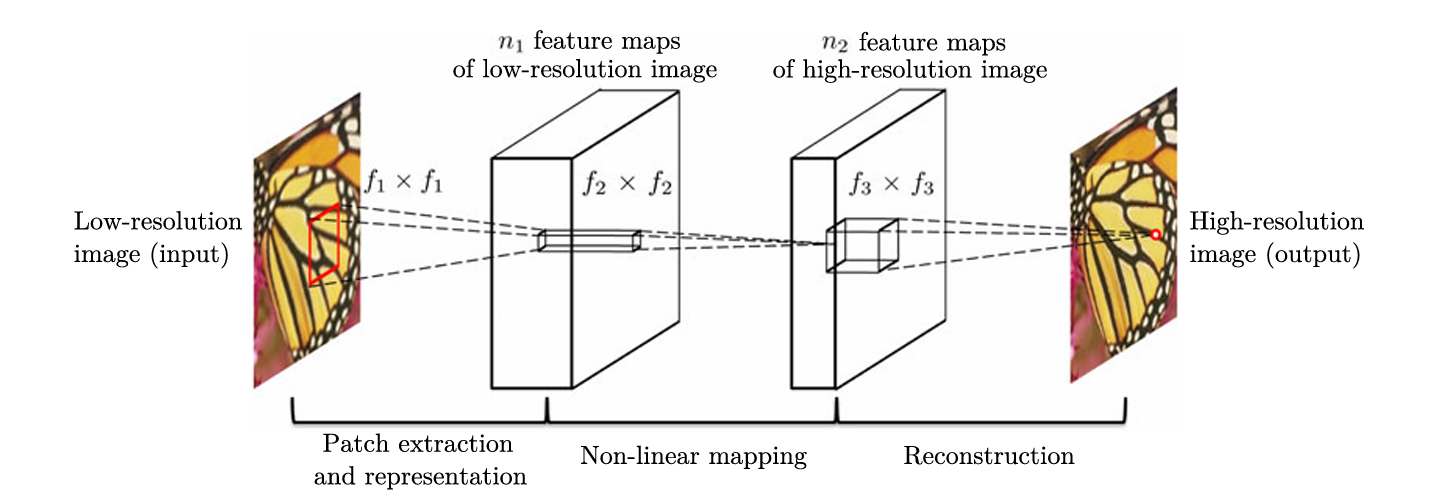 n₁ feature maps
of low-resolution image
n₂ feature maps
of high-resolution image
f₁ × f₁
f₂ × f₂
f₃ × f₃
Low-resolution
image (input)
High-resolution
image (output)
Patch extraction
and representation
Non-linear mapping
Reconstruction